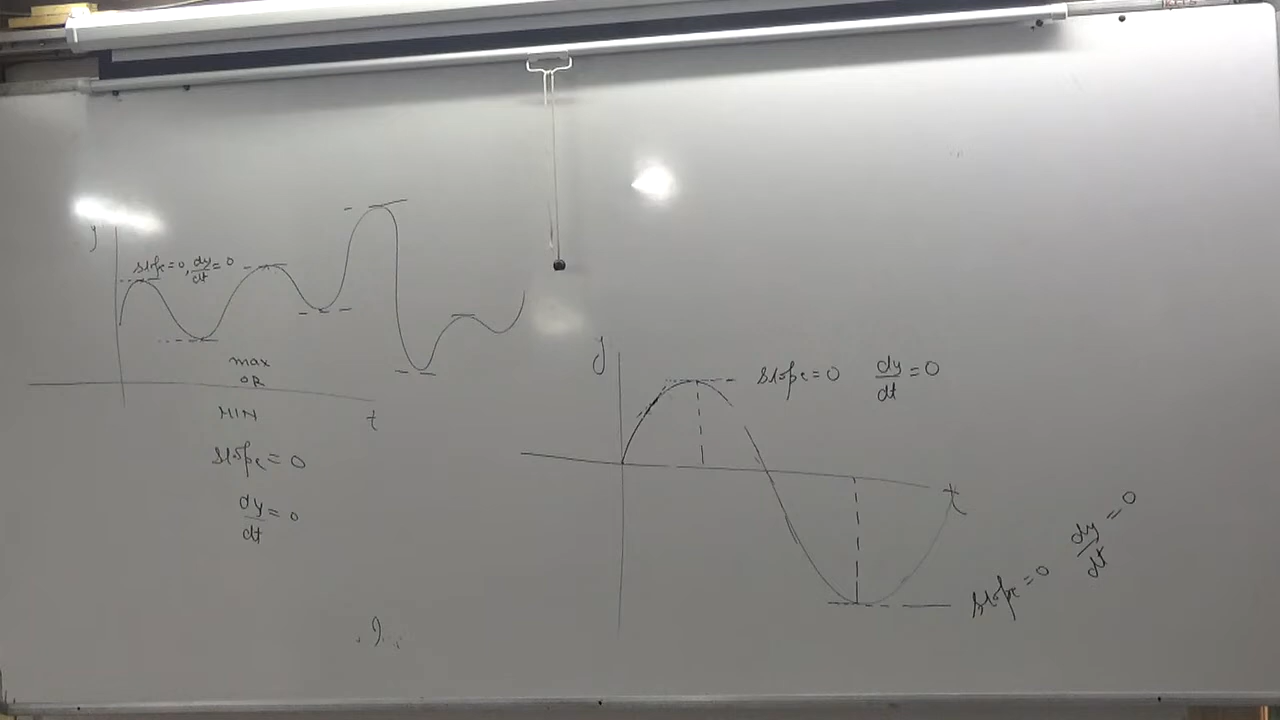 y
slope=0, dy/dt=0
max
OR
MIN
t
slope=0
dy/dt=0
y
slope=0 dy/dt=0
t
slope=0 dy/dt=0